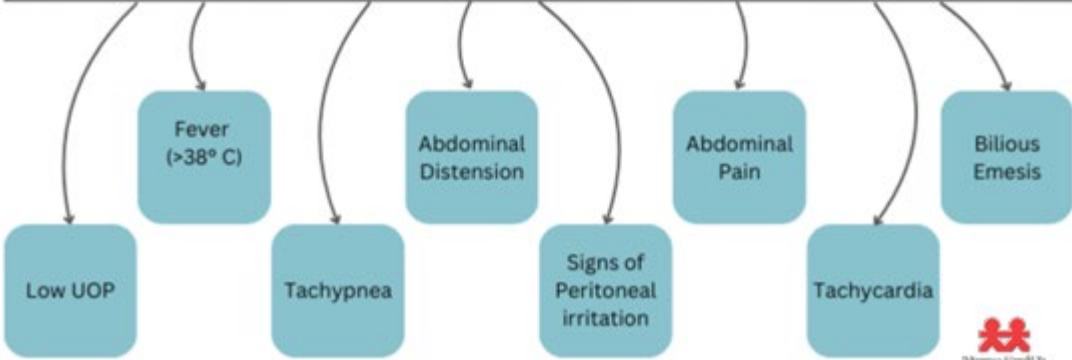 Fever
(>38° C)
Abdominal
Distension
Abdominal
Pain
Bilious
Emesis
Low UOP
Tachypnea
Signs of
Peritoneal
irritation
Tachycardia